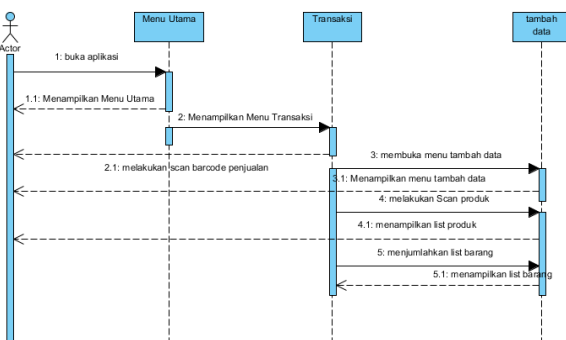 Menu Utama
Transaksi
tambah
data
Actor
1: buka aplikasi
1.1: Menampilkan Menu Utama
2: Menampilkan Menu Transaksi
2.1: melakukan scan barcode penjualan
3: membuka menu tambah data
3.1: Menampilkan menu tambah data
4: melakukan Scan produk
4.1: menampilkan list produk
5: menjumlahkan list barang
5.1: menampilkan list barang